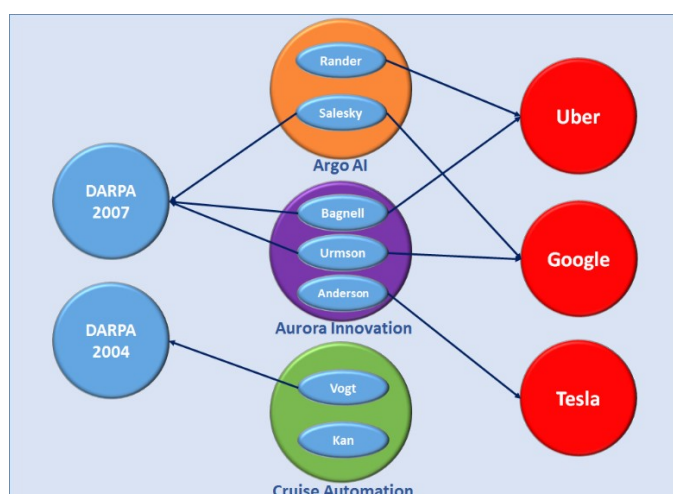 Rander
Salesky
Argo AI
Uber
DARPA
2007
Bagnell
Urmson
Anderson
Aurora Innovation
Google
DARPA
2004
Vogt
Kan
Cruise Automation
Tesla